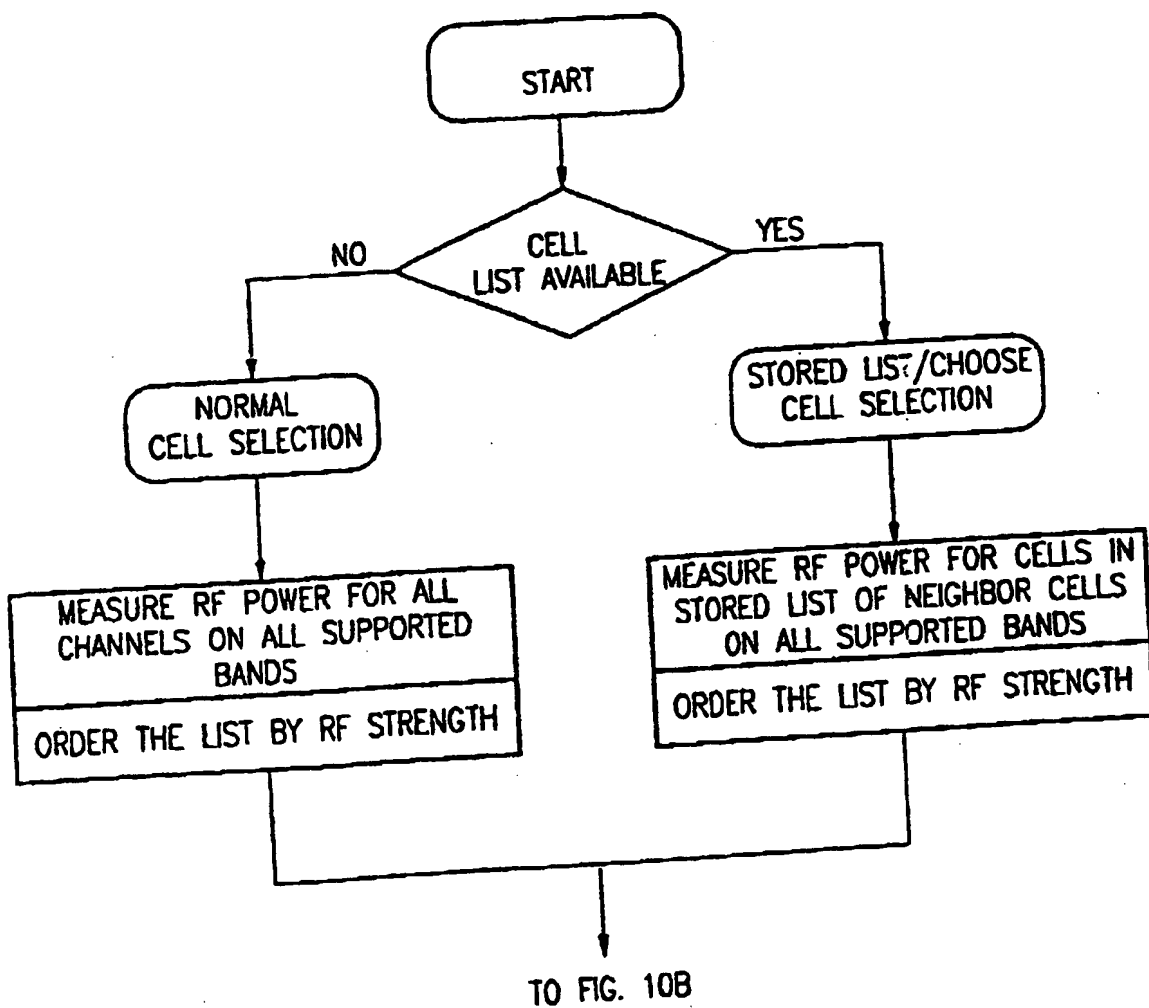 START
CELL
LIST AVAILABLE
NO
YES
NORMAL
CELL SELECTION
STORED LIST/CHOOSE
CELL SELECTION
MEASURE RF POWER FOR ALL
CHANNELS ON ALL SUPPORTED
BANDS
ORDER THE LIST BY RF STRENGTH
MEASURE RF POWER FOR CELLS IN
STORED LIST OF NEIGHBOR CELLS
ON ALL SUPPORTED BANDS
ORDER THE LIST BY RF STRENGTH
TO FIG. 10B